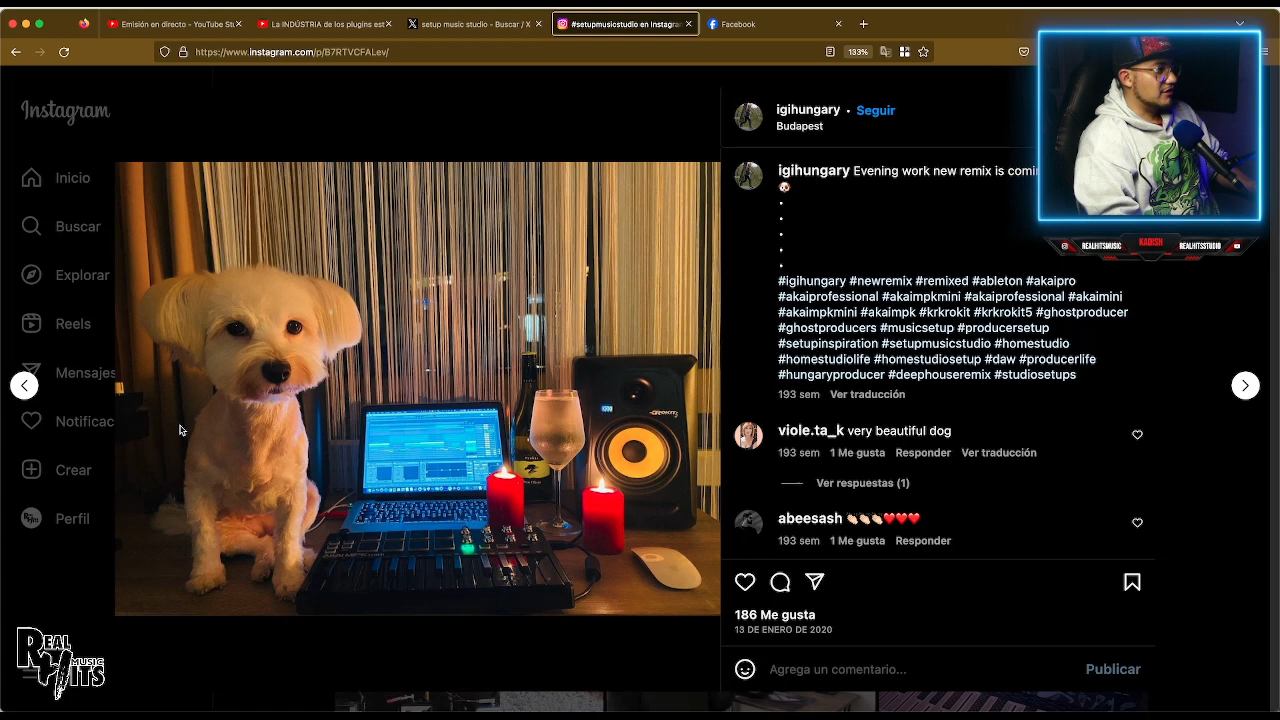 Emisión en directo - YouTube Stu
La INDÚSTRIA de los plugins est
setup music studio - Buscar / X
#setupmusicstudio en Instagram
Facebook
https://www.instagram.com/p/B7RTVCFALev/
133%
Instagram
Inicio
Buscar
Explorar
Reels
Mensajes
Notificac
Crear
Perfil
igihungary • Seguir
Budapest
igihungary Evening work new remix is comin
.
.
.
.
.
#igihungary #newremix #remixed #ableton #akaipro
#akaiprofessional #akaimpkmini #akaiprofessional #akaimini
#akaimpkmini #akaimpk #krkrokit #krkrokit5 #ghostproducer
#ghostproducers #musicsetup #producersetup
#setupinspiration #setupmusicstudio #homestudio
#homestudiolife #homestudiosetup #daw #producerlife
#hungaryproducer #deephouseremix #studiosetups
193 sem Ver traducción
viole.ta_k very beautiful dog
193 sem 1 Me gusta Responder Ver traducción
Ver respuestas (1)
abeesash 👏🏻👏🏻👏🏻❤️❤️❤️
193 sem 1 Me gusta Responder
186 Me gusta
13 DE ENERO DE 2020
Agrega un comentario... Publicar
REALHITSMUSIC KADISH REALHITSSTUDIO
REAL HITS MUSIC